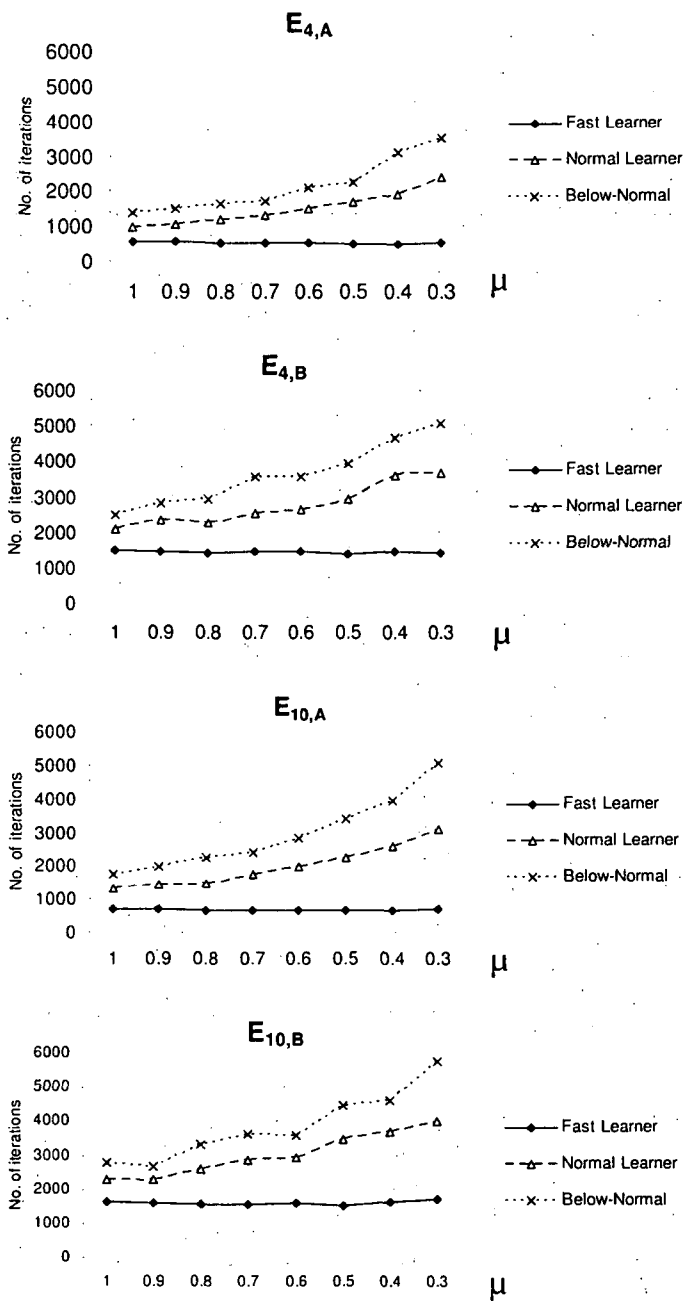 E4,A
6000
5000
4000
3000
2000
1000
0
No. of iterations
1 0.9 0.8 0.7 0.6 0.5 0.4 0.3 μ
Fast Learner
Normal Learner
Below-Normal
E4,B
6000
5000
4000
3000
2000
1000
0
No. of iterations
1 0.9 0.8 0.7 0.6 0.5 0.4 0.3 μ
Fast Learner
Normal Learner
Below-Normal
E10,A
6000
5000
4000
3000
2000
1000
0
No. of iterations
1 0.9 0.8 0.7 0.6 0.5 0.4 0.3 μ
Fast Learner
Normal Learner
Below-Normal
E10,B
6000
5000
4000
3000
2000
1000
0
No. of iterations
1 0.9 0.8 0.7 0.6 0.5 0.4 0.3 μ
Fast Learner
Normal Learner
Below-Normal